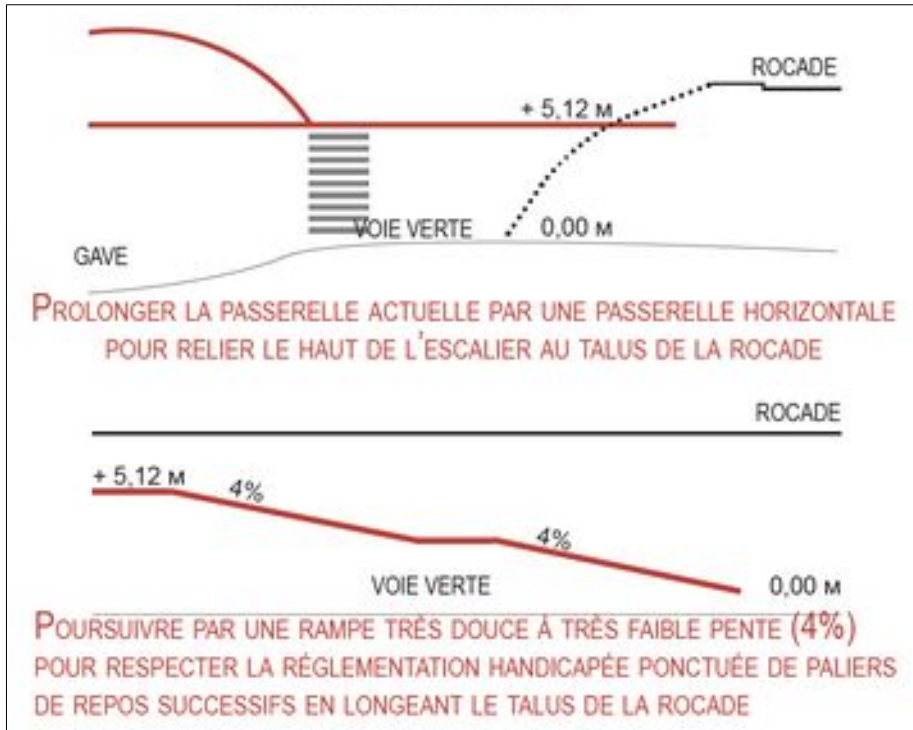 ROCADE
+ 5,12 M
VOIE VERTE
0,00 M
GAVE
PROLONGER LA PASSERELLE ACTUELLE PAR UNE PASSERELLE HORIZONTALE
POUR RELIER LE HAUT DE L'ESCALIER AU TALUS DE LA ROCADE
ROCADE
+ 5,12 M
4%
4%
VOIE VERTE
0,00 M
POURSUIVRE PAR UNE RAMPE TRÈS DOUCE À TRÈS FAIBLE PENTE (4%)
POUR RESPECTER LA RÉGLEMENTATION HANDICAPÉE PONCTUÉE DE PALIERS
DE REPOS SUCCESSIFS EN LONGEANT LE TALUS DE LA ROCADE